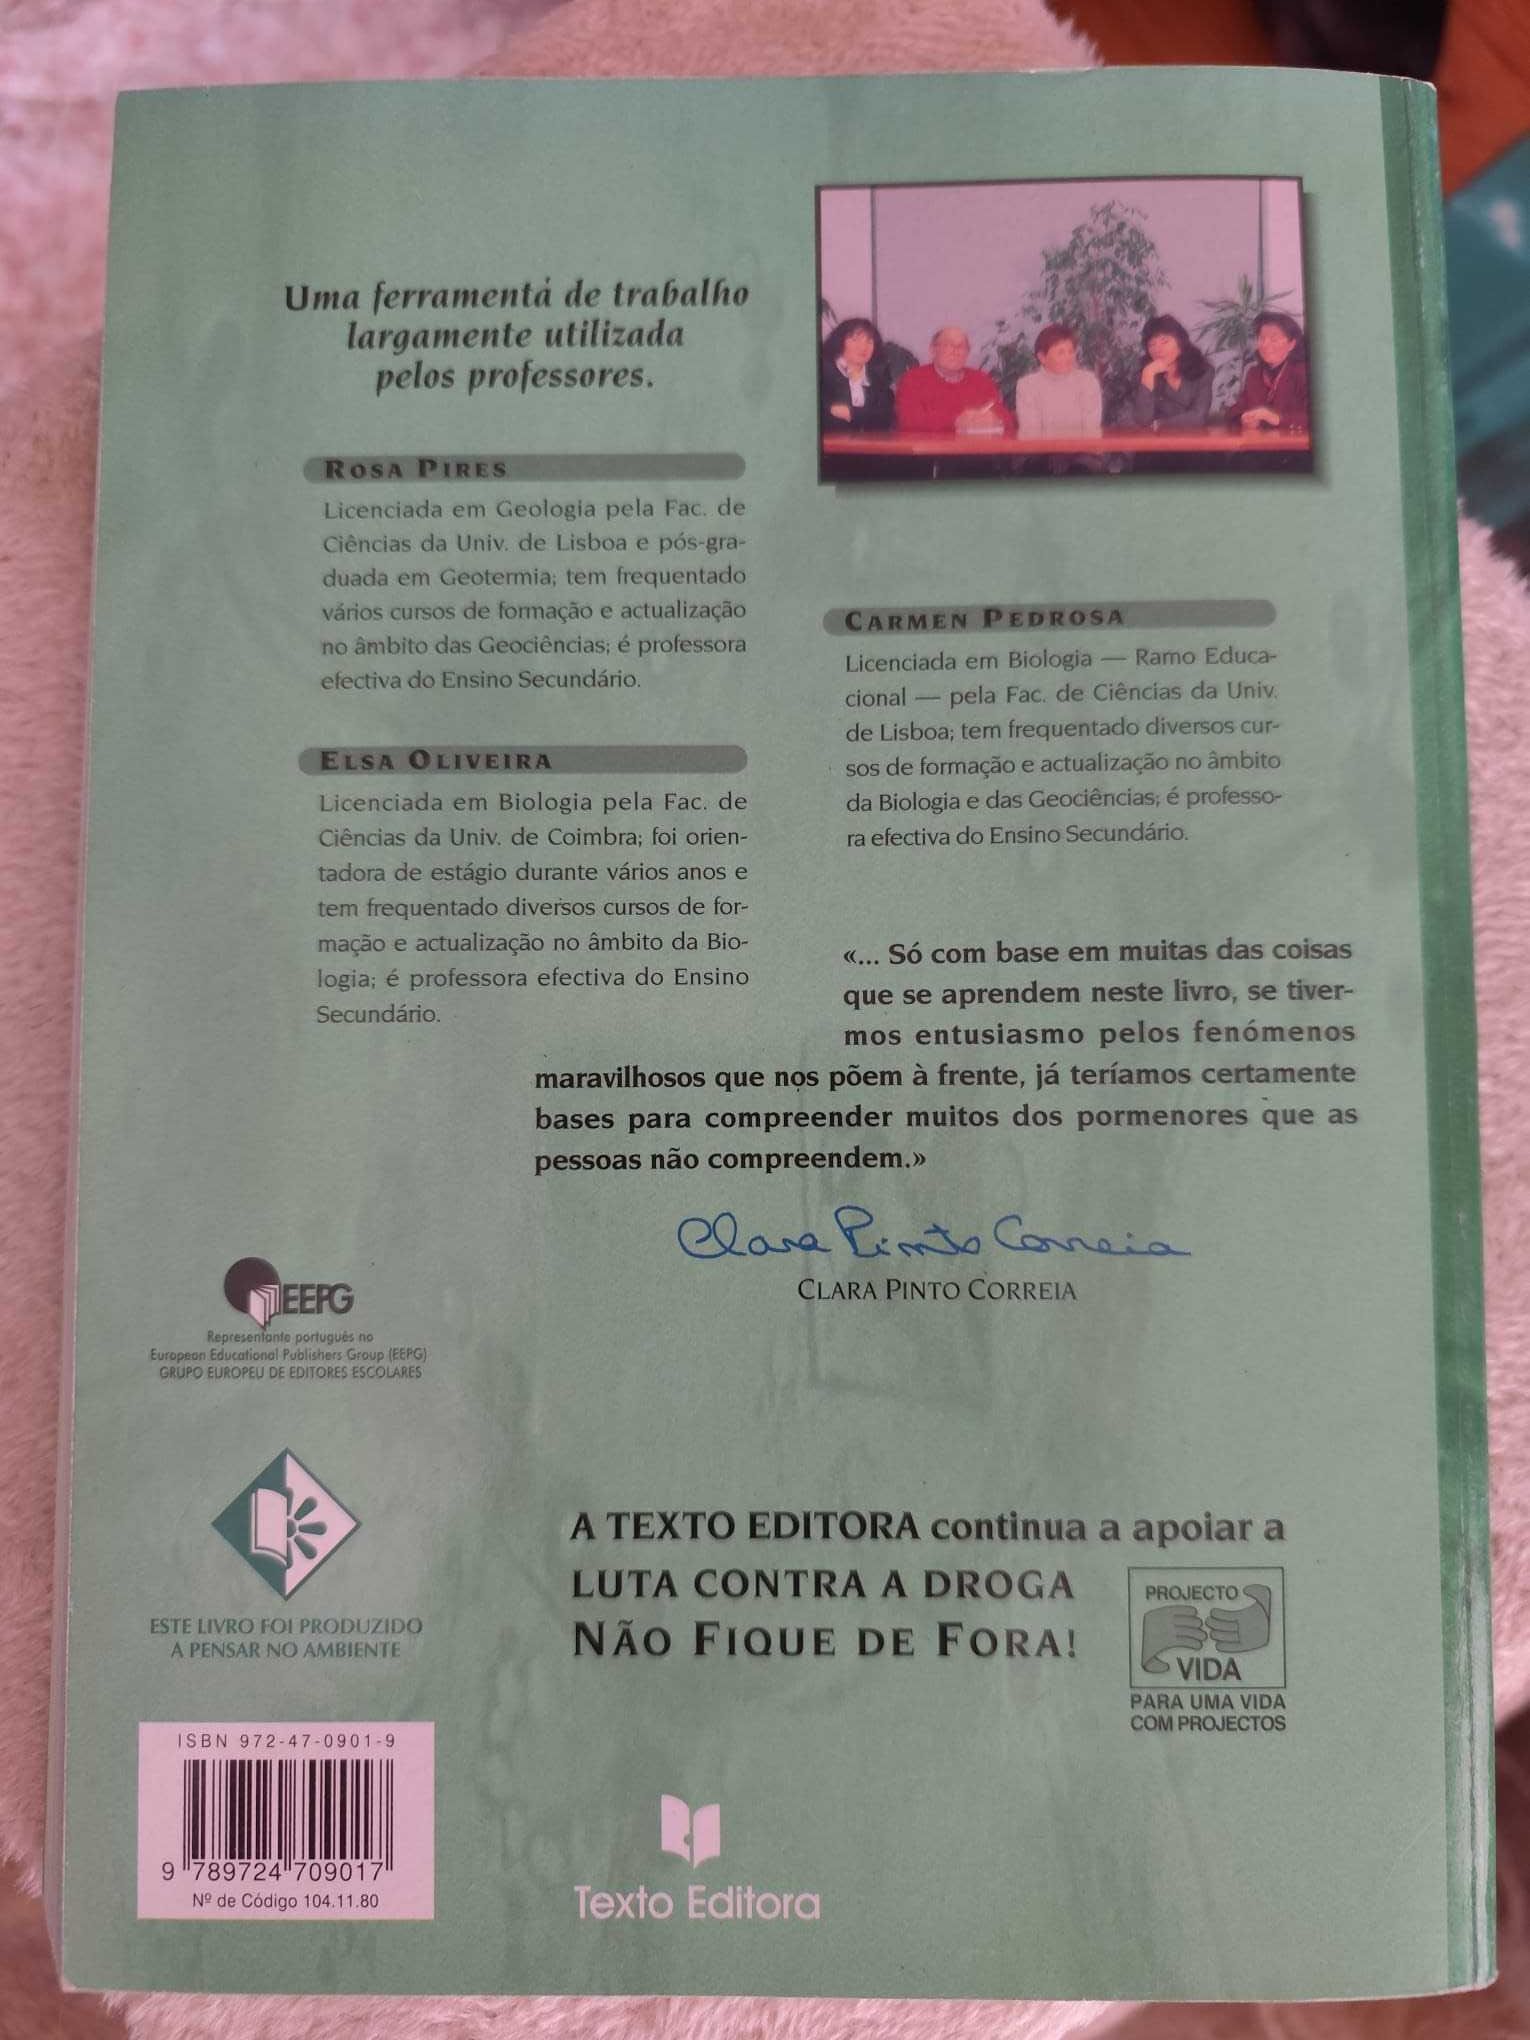 Uma ferramenta de trabalho
largamente utilizada
pelos professores.
ROSA PIRES
Licenciada em Geologia pela Fac. de
Ciências da Univ. de Lisboa e pós-gra-
duada em Geotermia; tem frequentado
vários cursos de formação e actualização
no âmbito das Geociências; é professora
efectiva do Ensino Secundário.
ELSA OLIVEIRA
Licenciada em Biologia pela Fac. de
Ciências da Univ. de Coimbra; foi orien-
tadora de estágio durante vários anos e
tem frequentado diversos cursos de for-
mação e actualização no âmbito da Bio-
logia; é professora efectiva do Ensino
Secundário.
CARMEN PEDROSA
Licenciada em Biologia — Ramo Educa-
cional — pela Fac. de Ciências da Univ.
de Lisboa; tem frequentado diversos cur-
sos de formação e actualização no âmbito
da Biologia e das Geociências; é professo-
ra efectiva do Ensino Secundário.
«... Só com base em muitas das coisas
que se aprendem neste livro, se tiver-
mos entusiasmo pelos fenómenos
maravilhosos que nos põem à frente, já teríamos certamente
bases para compreender muitos dos pormenores que as
pessoas não compreendem.»
Clara Pinto Correia
CLARA PINTO CORREIA
EEPG
Representante português no
European Educational Publishers Group (EEPG)
GRUPO EUROPEU DE EDITORES ESCOLARES
ESTE LIVRO FOI PRODUZIDO
A PENSAR NO AMBIENTE
A TEXTO EDITORA continua a apoiar a
LUTA CONTRA A DROGA
NÃO FIQUE DE FORA!
PROJECTO
VIDA
PARA UMA VIDA
COM PROJECTOS
ISBN 972-47-0901-9
9 789724 709017
Nº de Código 104.11.80
Texto Editora